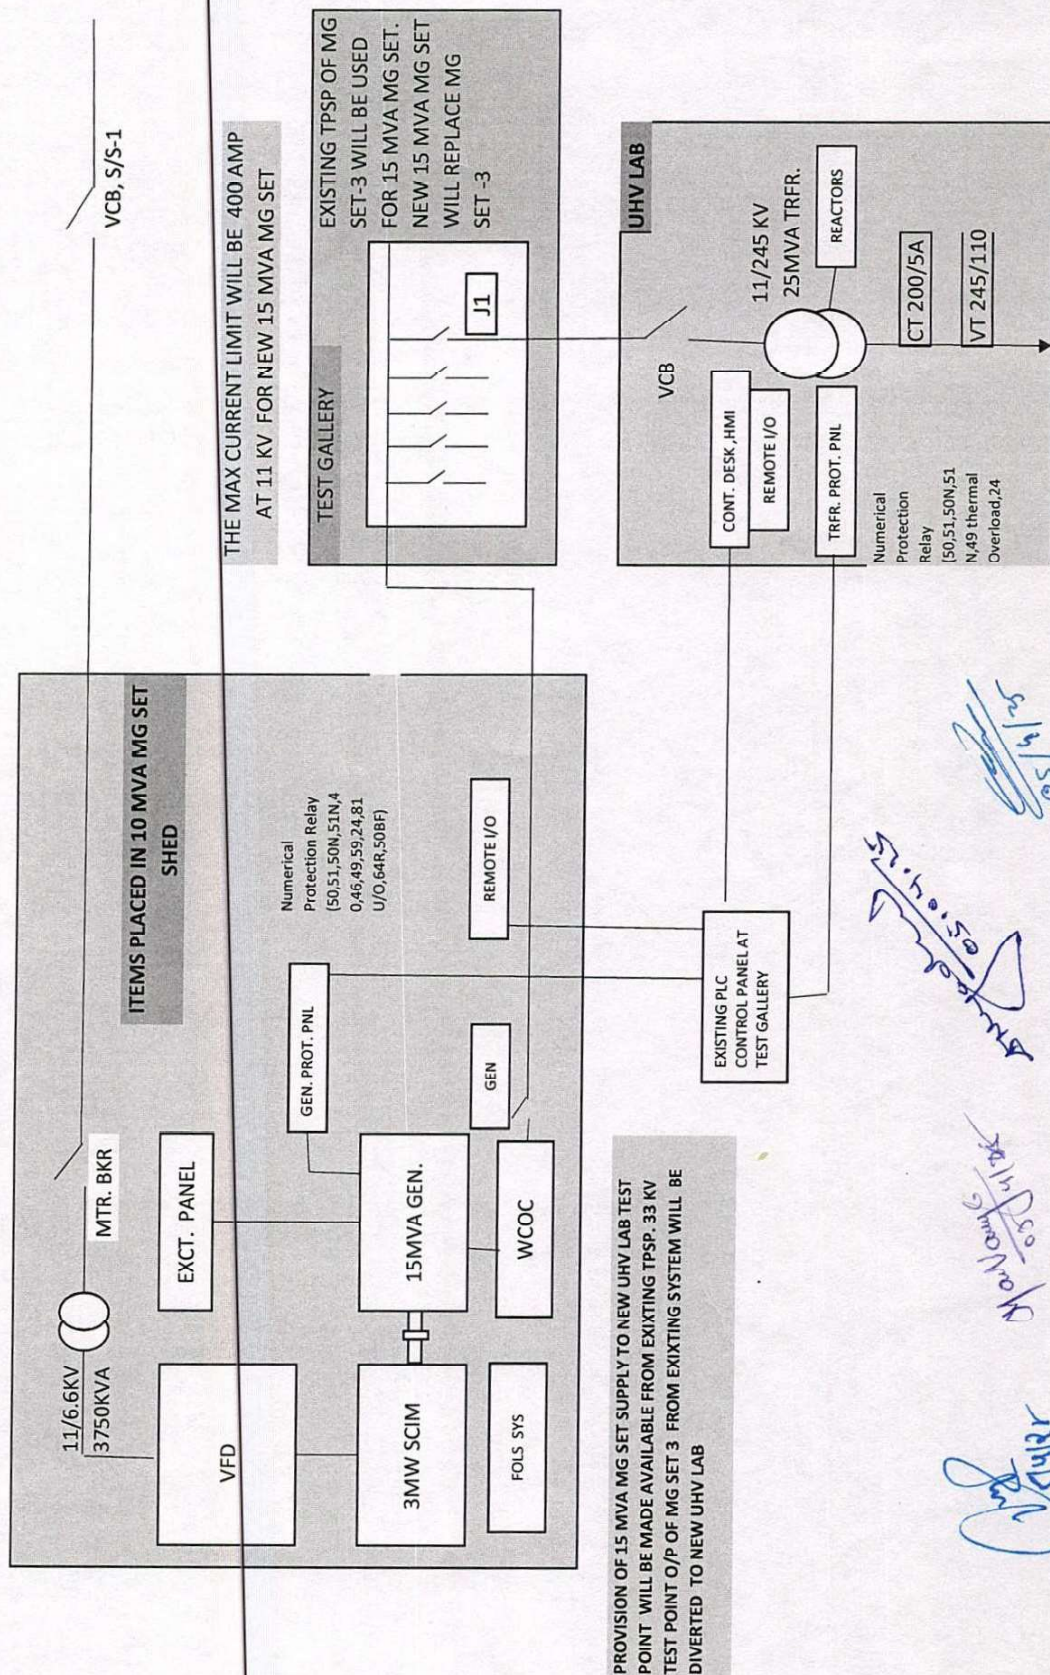 VCB, S/S-1
THE MAX CURRENT LIMIT WILL BE 400 AMP
AT 11 KV FOR NEW 15 MVA MG SET
ITEMS PLACED IN 10 MVA MG SET
SHED
11/6.6KV
3750KVA
MTR. BKR
VFD
EXCT. PANEL
3MW SCIM
15MVA GEN.
FOLS SYS
WCOC
GEN
GEN. PROT. PNL
REMOTE I/O
Numerical
Protection Relay
(50,51,50N,51N,4
0,46,49,59,24,81
U/O,64R,50BF)
TEST GALLERY
EXISTING TPSP OF MG
SET-3 WILL BE USED
FOR 15 MVA MG SET.
NEW 15 MVA MG SET
WILL REPLACE MG
SET -3
J1
UHV LAB
VCB
11/245 KV
25MVA TRFR.
REACTORS
CONT. DESK ,HMI
REMOTE I/O
TRFR. PROT. PNL
CT 200/5A
VT 245/110
Numerical
Protection
Relay
(50,51,50N,51
N,49 thermal
Overload,24
EXISTING PLC
CONTROL PANEL AT
TEST GALLERY
PROVISION OF 15 MVA MG SET SUPPLY TO NEW UHV LAB TEST
POINT WILL BE MADE AVAILABLE FROM EXIXTING TPSP. 33 KV
TEST POINT O/P OF MG SET 3 FROM EXIXTING SYSTEM WILL BE
DIVERTED TO NEW UHV LAB
05.04.25
05/4/25